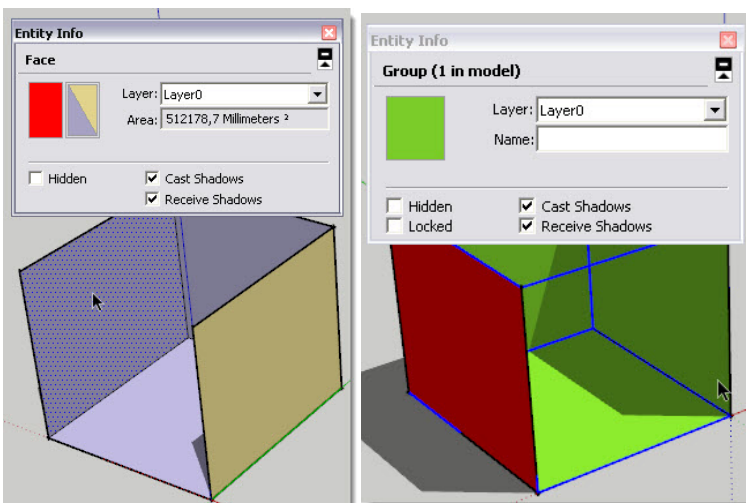 Entity Info
Face
Layer: Layer0
Area: 512178,7 Millimeters ²
Hidden
Cast Shadows
Receive Shadows
Entity Info
Group (1 in model)
Layer: Layer0
Name:
Hidden
Cast Shadows
Locked
Receive Shadows